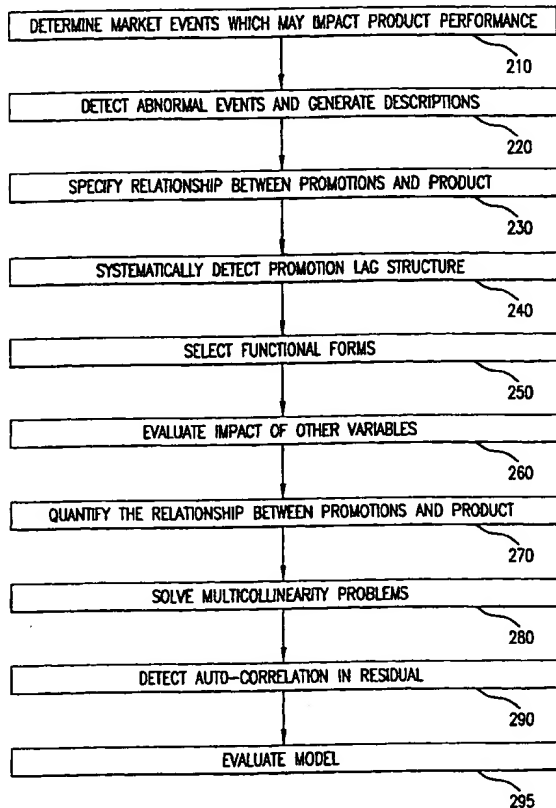 DETERMINE MARKET EVENTS WHICH MAY IMPACT PRODUCT PERFORMANCE
210
DETECT ABNORMAL EVENTS AND GENERATE DESCRIPTIONS
220
SPECIFY RELATIONSHIP BETWEEN PROMOTIONS AND PRODUCT
230
SYSTEMATICALLY DETECT PROMOTION LAG STRUCTURE
240
SELECT FUNCTIONAL FORMS
250
EVALUATE IMPACT OF OTHER VARIABLES
260
QUANTIFY THE RELATIONSHIP BETWEEN PROMOTIONS AND PRODUCT
270
SOLVE MULTICOLLINEARITY PROBLEMS
280
DETECT AUTO-CORRELATION IN RESIDUAL
290
EVALUATE MODEL
295